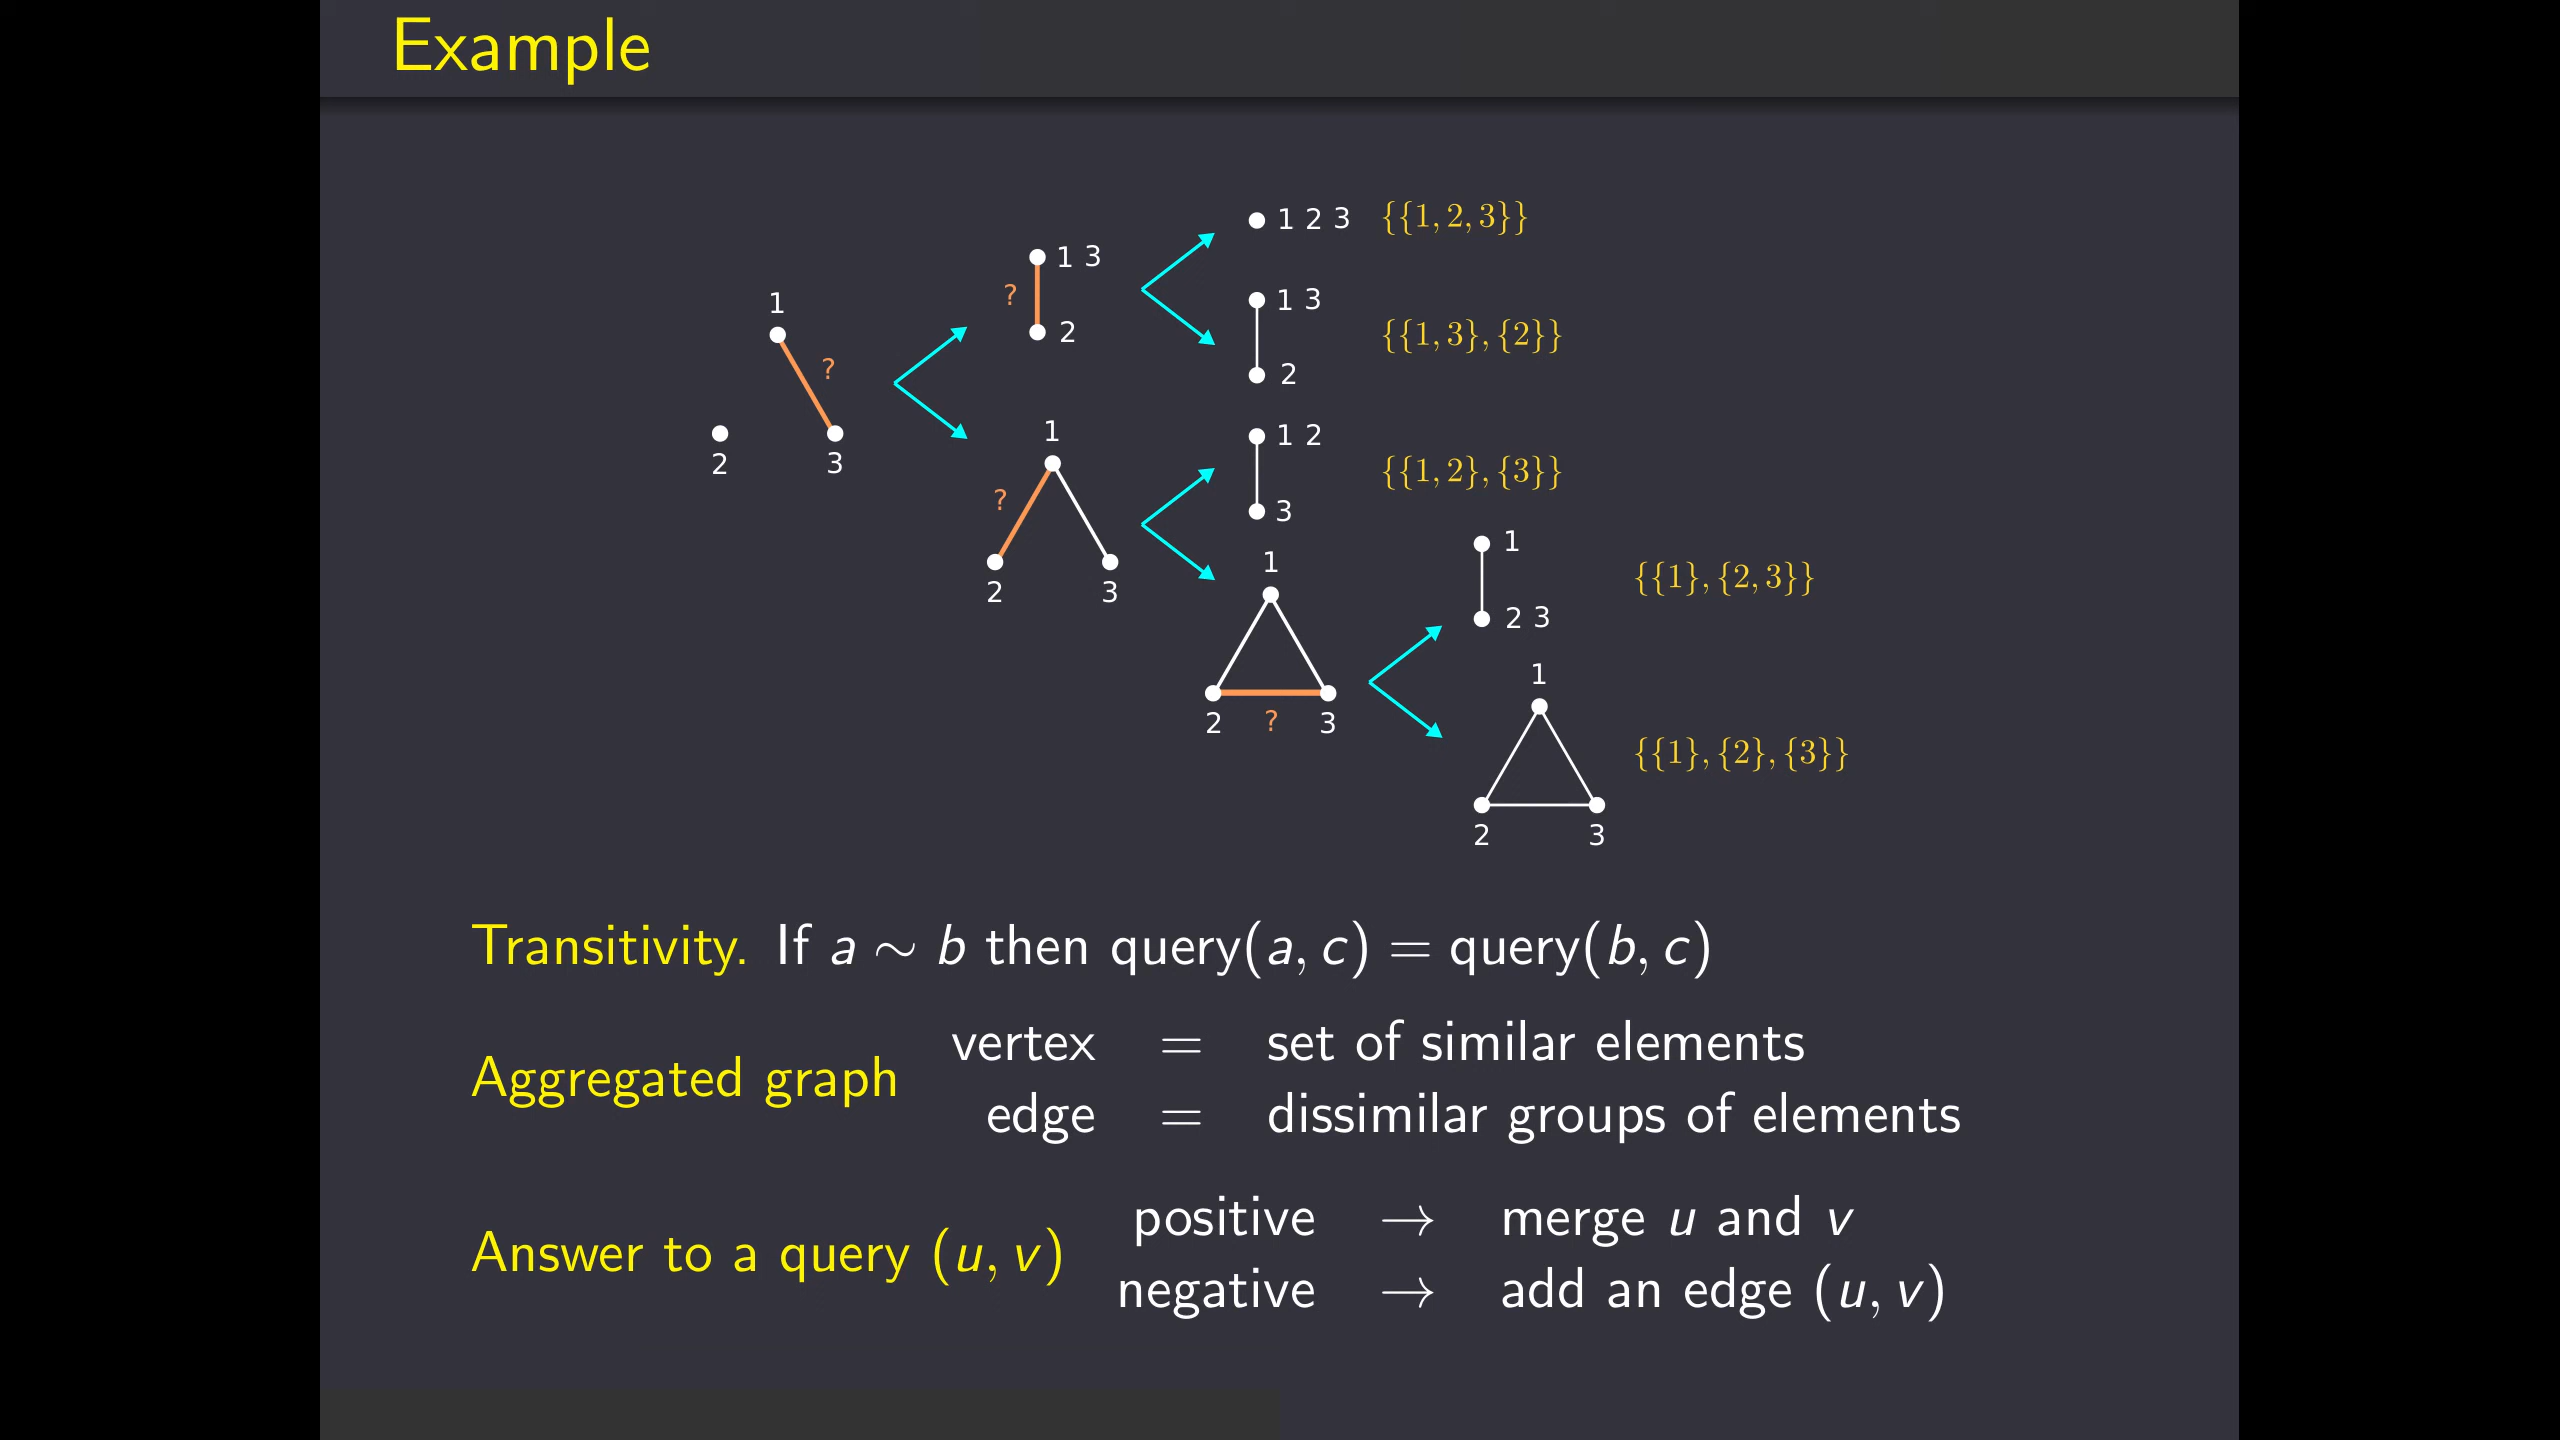 Example
1 2 3 {{1, 2, 3}}
1 3
?
2
1 3
{{1, 3}, {2}}
2
1
?
2 3
1 2
{{1, 2}, {3}}
3
1
?
2 3
1
{{1}, {2, 3}}
2 3
1
2 ? 3
1
{{1}, {2}, {3}}
2 3
Transitivity. If a ∼ b then query(a, c) = query(b, c)
Aggregated graph
vertex = set of similar elements
edge = dissimilar groups of elements
Answer to a query (u, v)
positive → merge u and v
negative → add an edge (u, v)